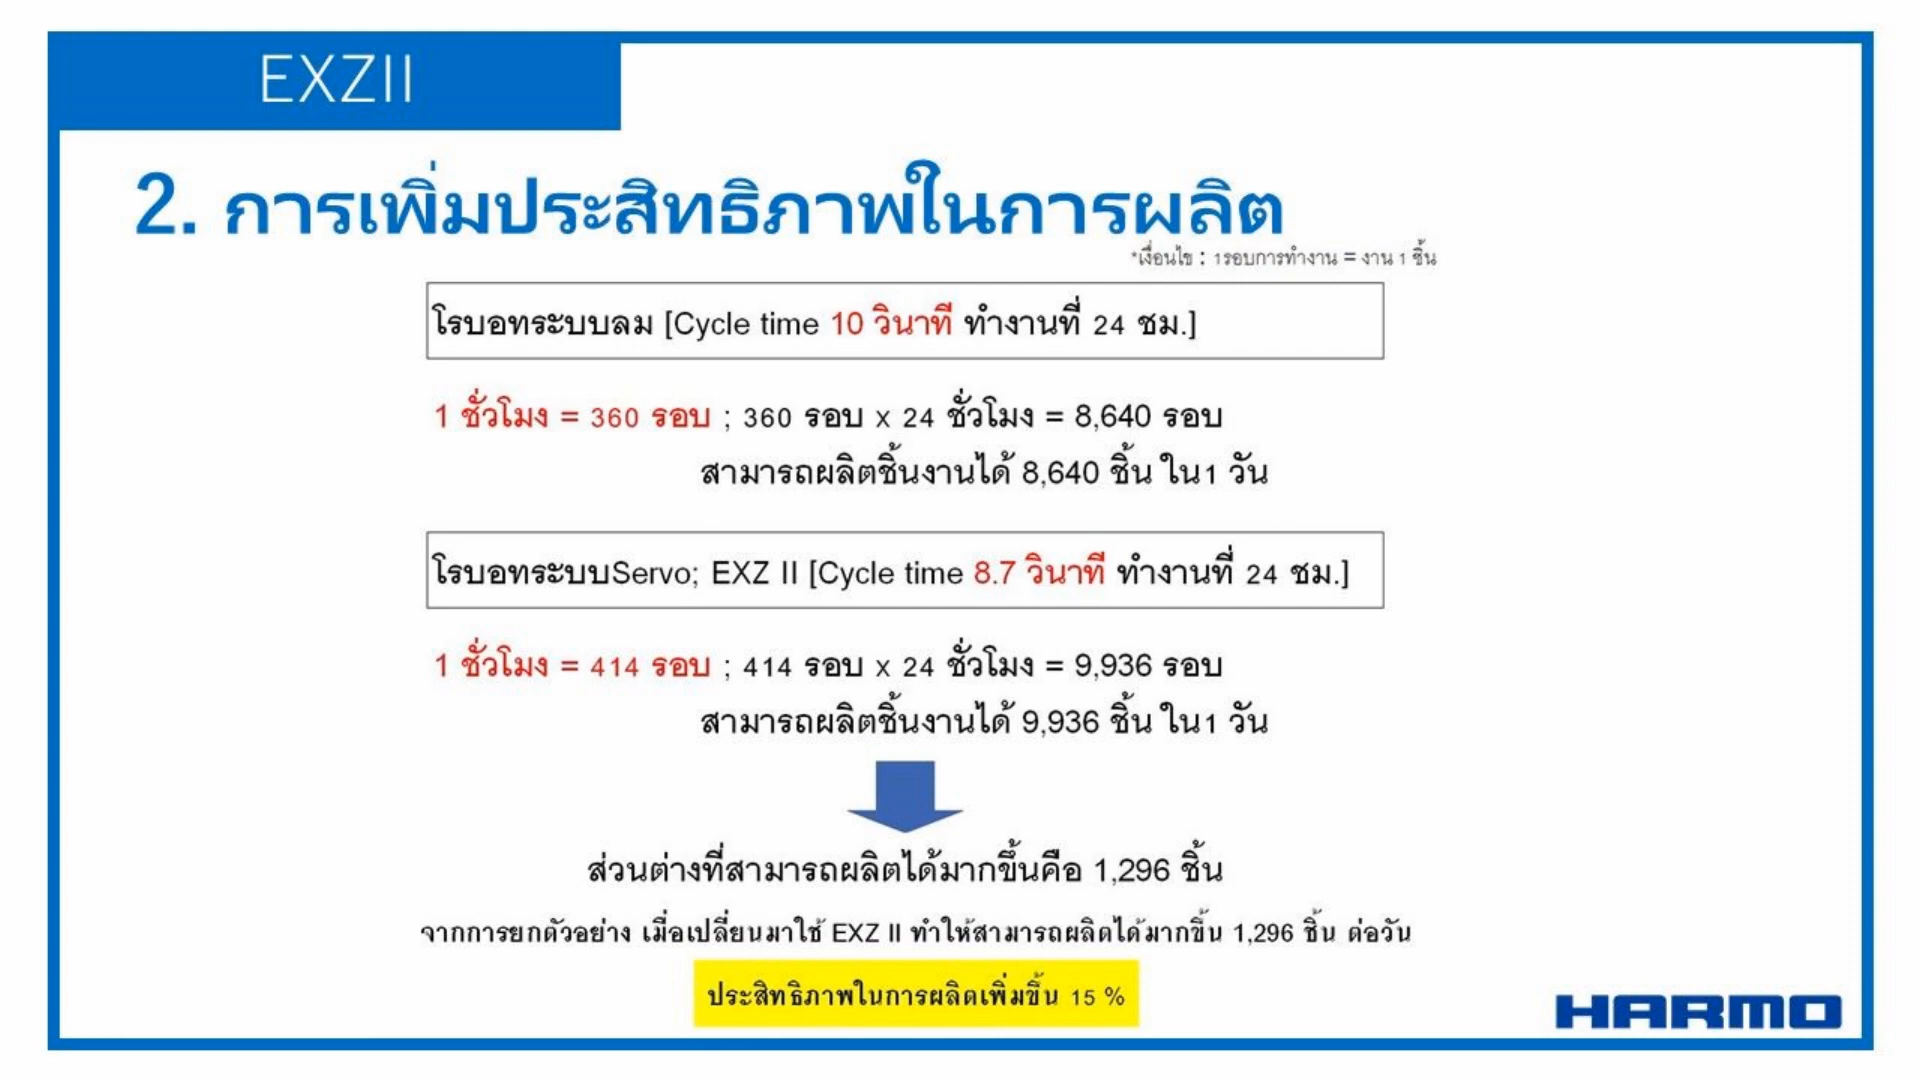 EXZII
2. การเพิ่มประสิทธิภาพในการผลิต
*เงื่อนไข : 1รอบการทำงาน = งาน 1 ชิ้น
โรบอทระบบลม [Cycle time 10 วินาที ทำงานที่ 24 ชม.]
1 ชั่วโมง = 360 รอบ ; 360 รอบ x 24 ชั่วโมง = 8,640 รอบ
สามารถผลิตชิ้นงานได้ 8,640 ชิ้น ใน1 วัน
โรบอทระบบServo; EXZ II [Cycle time 8.7 วินาที ทำงานที่ 24 ชม.]
1 ชั่วโมง = 414 รอบ ; 414 รอบ x 24 ชั่วโมง = 9,936 รอบ
สามารถผลิตชิ้นงานได้ 9,936 ชิ้น ใน1 วัน
ส่วนต่างที่สามารถผลิตได้มากขึ้นคือ 1,296 ชิ้น
จากการยกตัวอย่าง เมื่อเปลี่ยนมาใช้ EXZ II ทำให้สามารถผลิตได้มากขึ้น 1,296 ชิ้น ต่อวัน
ประสิทธิภาพในการผลิตเพิ่มขึ้น 15 %
HARMO